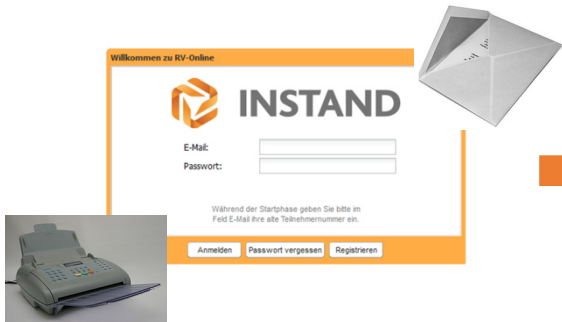 Willkommen zu RV-Online
INSTAND
E-Mail:
Passwort:
Während der Startphase geben Sie bitte im
Feld E-Mail ihre alte Teilnehmernummer ein.
Anmelden Passwort vergessen Registrieren